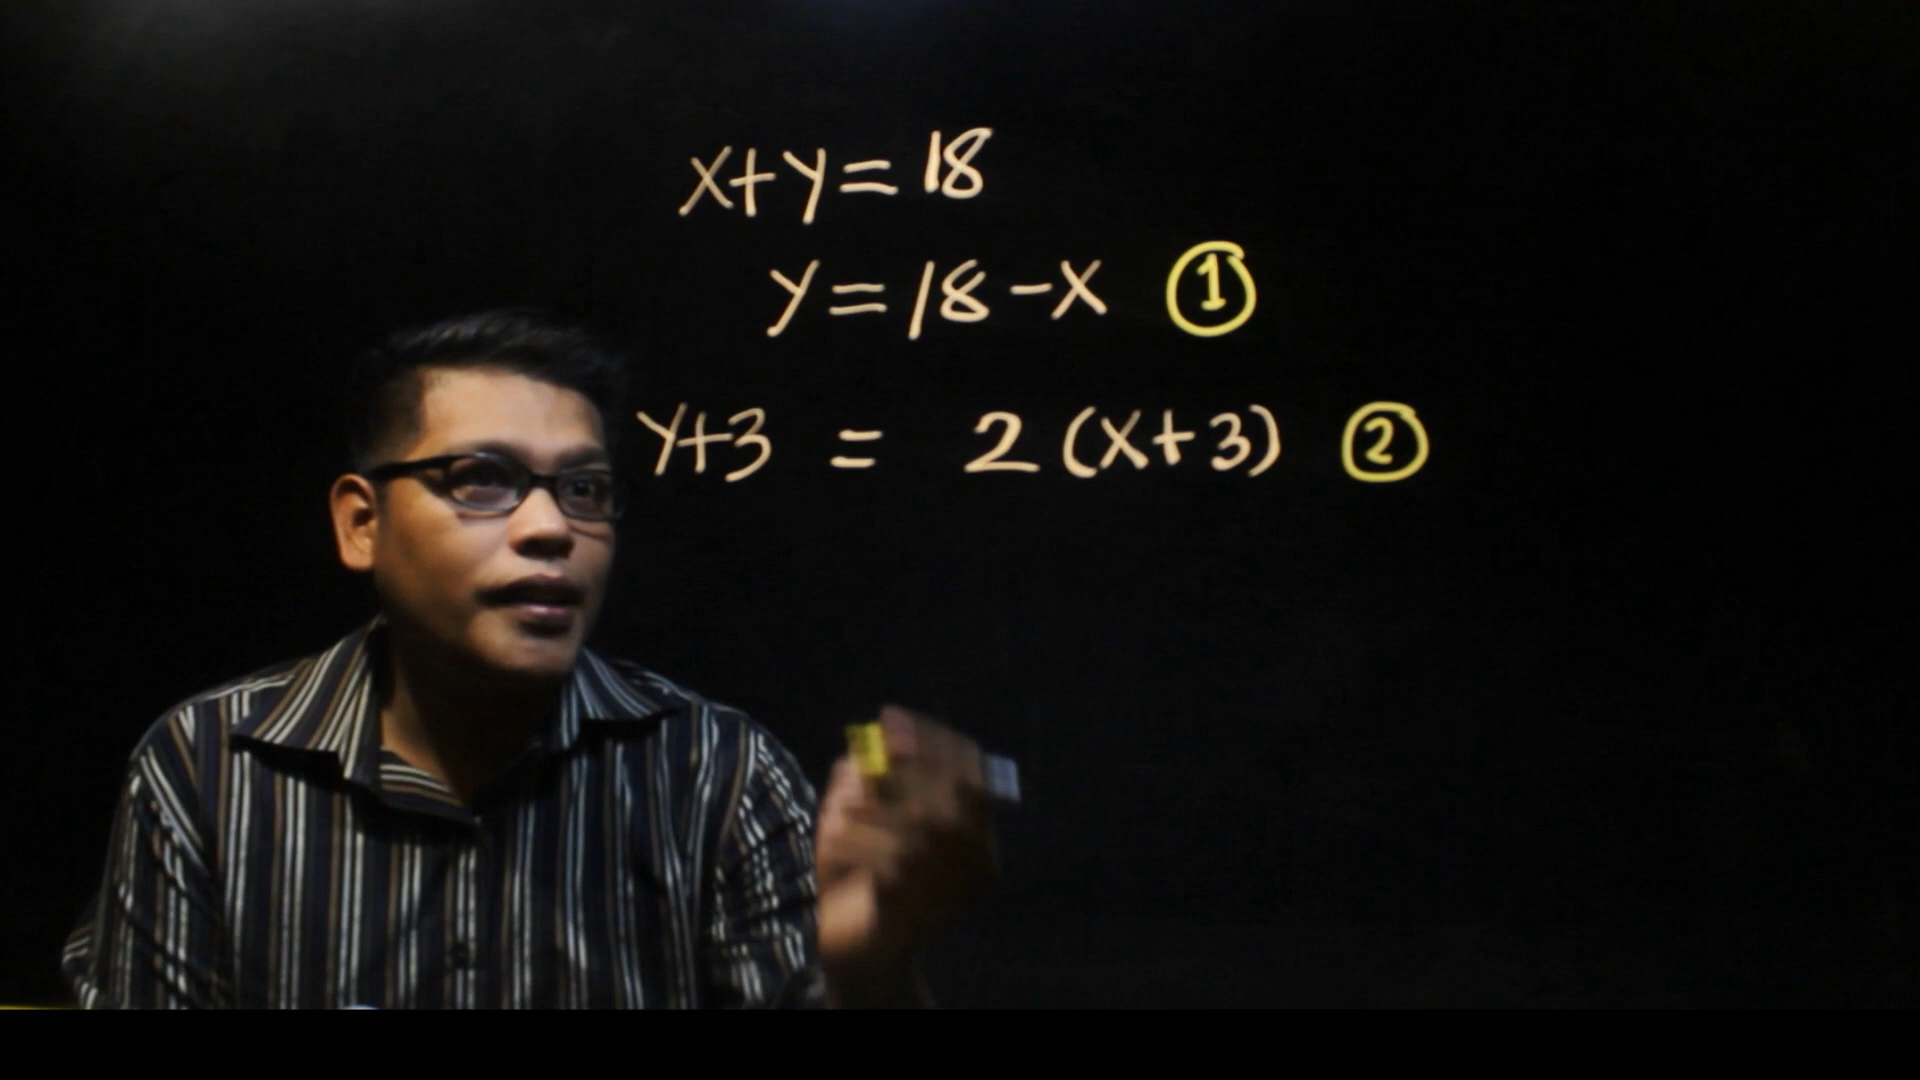 x+y=18
y=18-x ①
y+3 = 2(x+3) ②